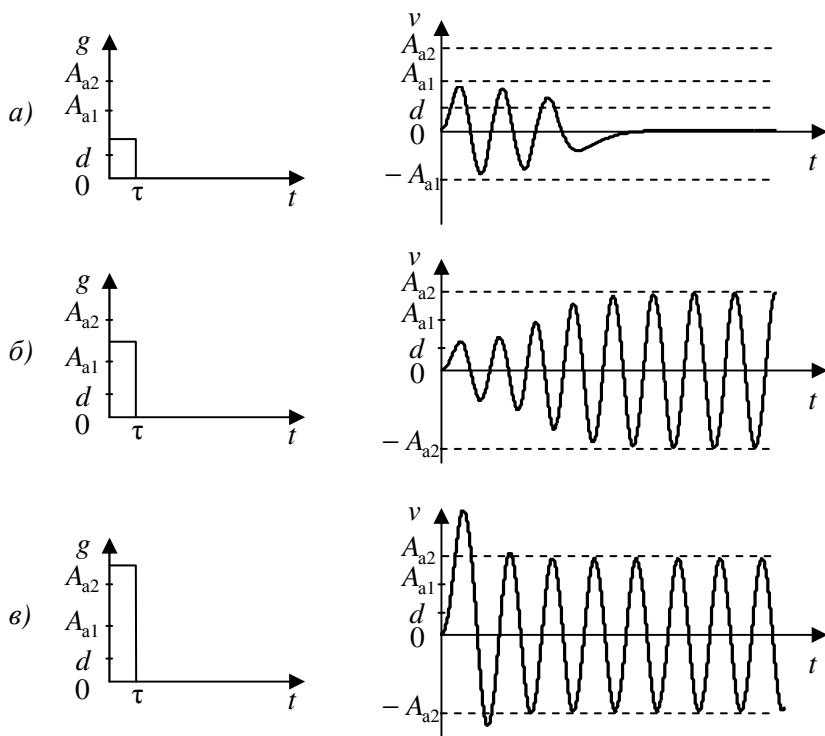 а)
g
A_a2
A_a1
d
0
τ
t
v
A_a2
A_a1
d
0
– A_a1
t
б)
g
A_a2
A_a1
d
0
τ
t
v
A_a2
A_a1
d
0
– A_a2
t
в)
g
A_a2
A_a1
d
0
τ
t
v
A_a2
A_a1
d
0
– A_a2
t